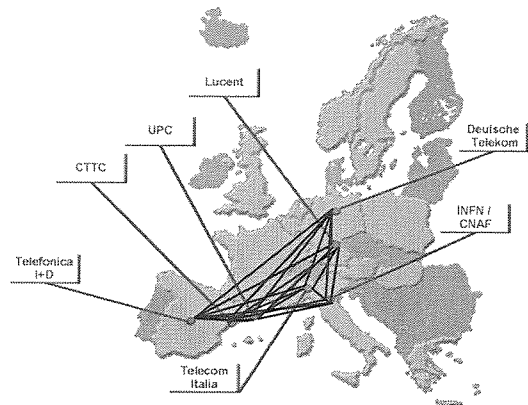 Lucent
UPC
CTTC
Deutsche
Telekom
INFN /
CNAF
Telefonica
I+D
Telecom
Italia